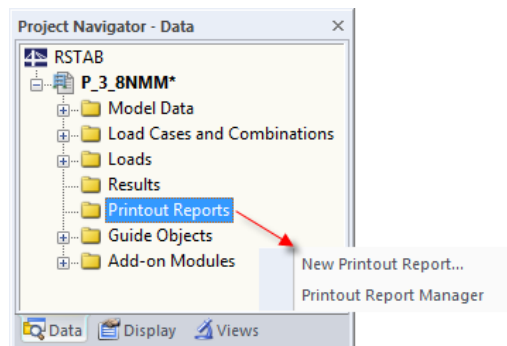 Project Navigator - Data
RSTAB
P_3_8NMM*
Model Data
Load Cases and Combinations
Loads
Results
Printout Reports
Guide Objects
Add-on Modules
New Printout Report...
Printout Report Manager
Data Display Views